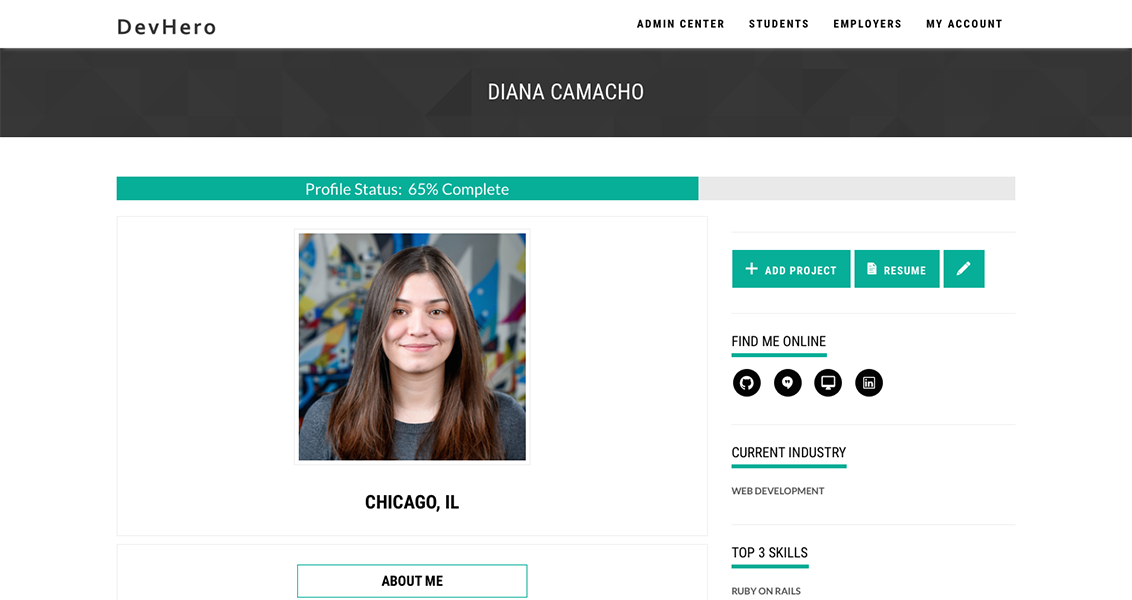 DevHero
ADMIN CENTER STUDENTS EMPLOYERS MY ACCOUNT
DIANA CAMACHO
Profile Status: 65% Complete
ADD PROJECT RESUME
FIND ME ONLINE
in
CURRENT INDUSTRY
WEB DEVELOPMENT
TOP 3 SKILLS
RUBY ON RAILS
CHICAGO, IL
ABOUT ME